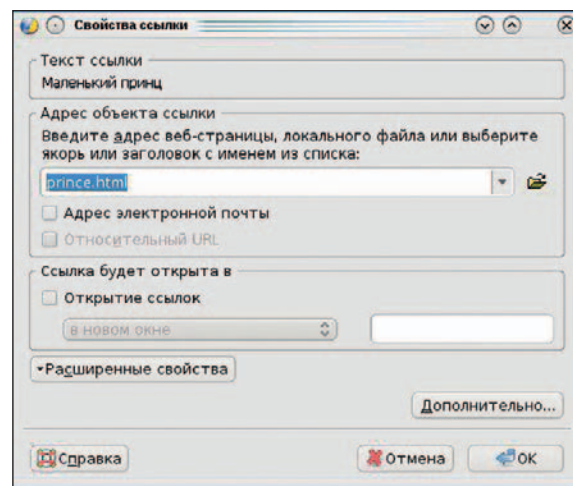 Свойства ссылки
Текст ссылки
Маленький принц
Адрес объекта ссылки
Введите адрес веб-страницы, локального файла или выберите
якорь или заголовок с именем из списка:
prince.html
Адрес электронной почты
Относительный URL
Ссылка будет открыта в
Открытие ссылок
в новом окне
Расширенные свойства
Дополнительно...
Справка
Отмена
OK